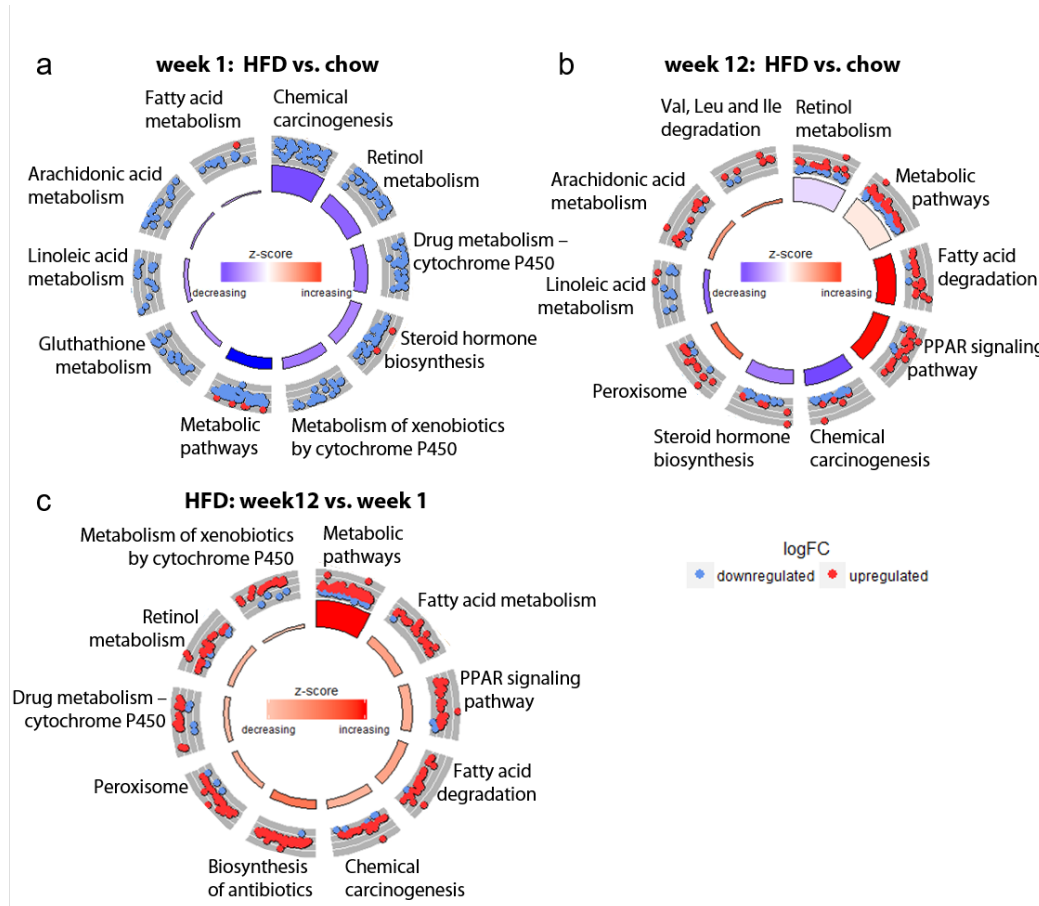 a
week 1: HFD vs. chow
Fatty acid
metabolism
Chemical
carcinogenesis
Arachidonic acid
metabolism
Retinol
metabolism
Linoleic acid
metabolism
Drug metabolism –
cytochrome P450
z-score
decreasing
increasing
Gluthathione
metabolism
Steroid hormone
biosynthesis
Metabolic
pathways
Metabolism of xenobiotics
by cytochrome P450
b
week 12: HFD vs. chow
Val, Leu and Ile
degradation
Retinol
metabolism
Arachidonic acid
metabolism
Metabolic
pathways
Linoleic acid
metabolism
Fatty acid
degradation
z-score
decreasing
increasing
Peroxisome
PPAR signaling
pathway
Steroid hormone
biosynthesis
Chemical
carcinogenesis
c
HFD: week12 vs. week 1
Metabolism of xenobiotics
by cytochrome P450
Metabolic
pathways
Retinol
metabolism
Fatty acid metabolism
Drug metabolism –
cytochrome P450
PPAR signaling
pathway
z-score
decreasing
increasing
Peroxisome
Fatty acid
degradation
Biosynthesis
of antibiotics
Chemical
carcinogenesis
logFC
downregulated
upregulated